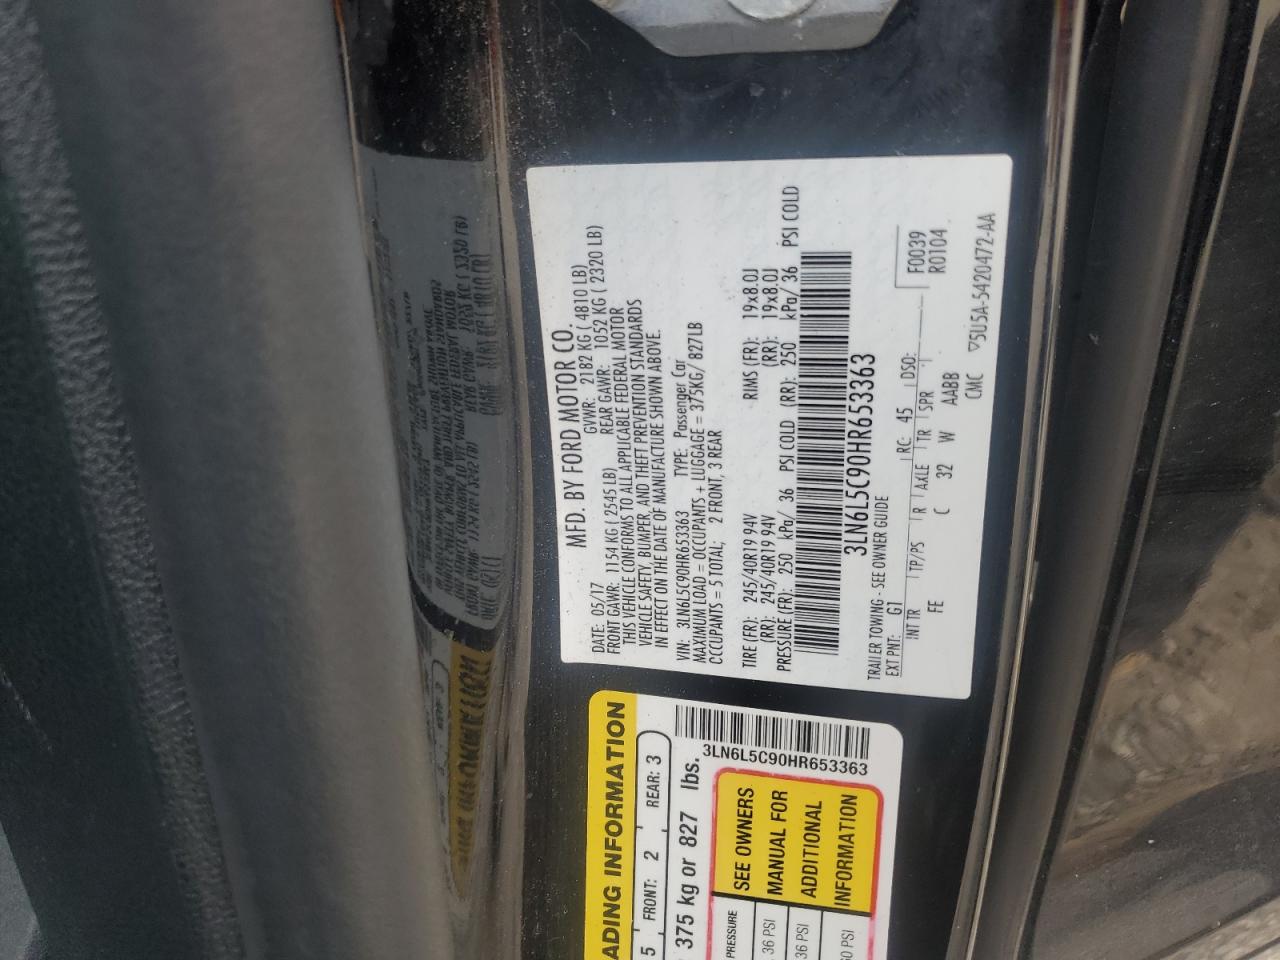 MFD. BY FORD MOTOR CO.
DATE: 05/17 GVWR: 2182 KG ( 4810 LB)
FRONT GAWR: 1154 KG ( 2545 LB) REAR GAWR: 1052 KG ( 2320 LB)
THIS VEHICLE CONFORMS TO ALL APPLICABLE FEDERAL MOTOR
VEHICLE SAFETY, BUMPER, AND THEFT PREVENTION STANDARDS
IN EFFECT ON THE DATE OF MANUFACTURE SHOWN ABOVE.
VIN: 3LN6L5C90HR653363 TYPE: Passenger Car
MAXIMUM LOAD = OCCUPANTS + LUGGAGE = 375KG/ 827LB
OCCUPANTS = 5 TOTAL; 2 FRONT, 3 REAR
TIRE (FR): 245/40R19 94V RIMS (FR): 19x8.0J
(RR): 245/40R19 94V (RR): 19x8.0J
PRESSURE (FR): 250 kPa/ 36 PSI COLD (RR): 250 kPa/ 36 PSI COLD
3LN6L5C90HR653363
TRAILER TOWING - SEE OWNER GUIDE
EXT PNT: G1 RC: 45 DSO: F0039
INT TR TP/PS R AXLE TR SPR R0104
FE C 32 W AABB
CMC ▽5U5A-5420472-AA
ADING INFORMATION
5 FRONT: 2 REAR: 3
375 kg or 827 lbs.
3LN6L5C90HR653363
PRESSURE
36 PSI
36 PSI
60 PSI
SEE OWNERS
MANUAL FOR
ADDITIONAL
INFORMATION